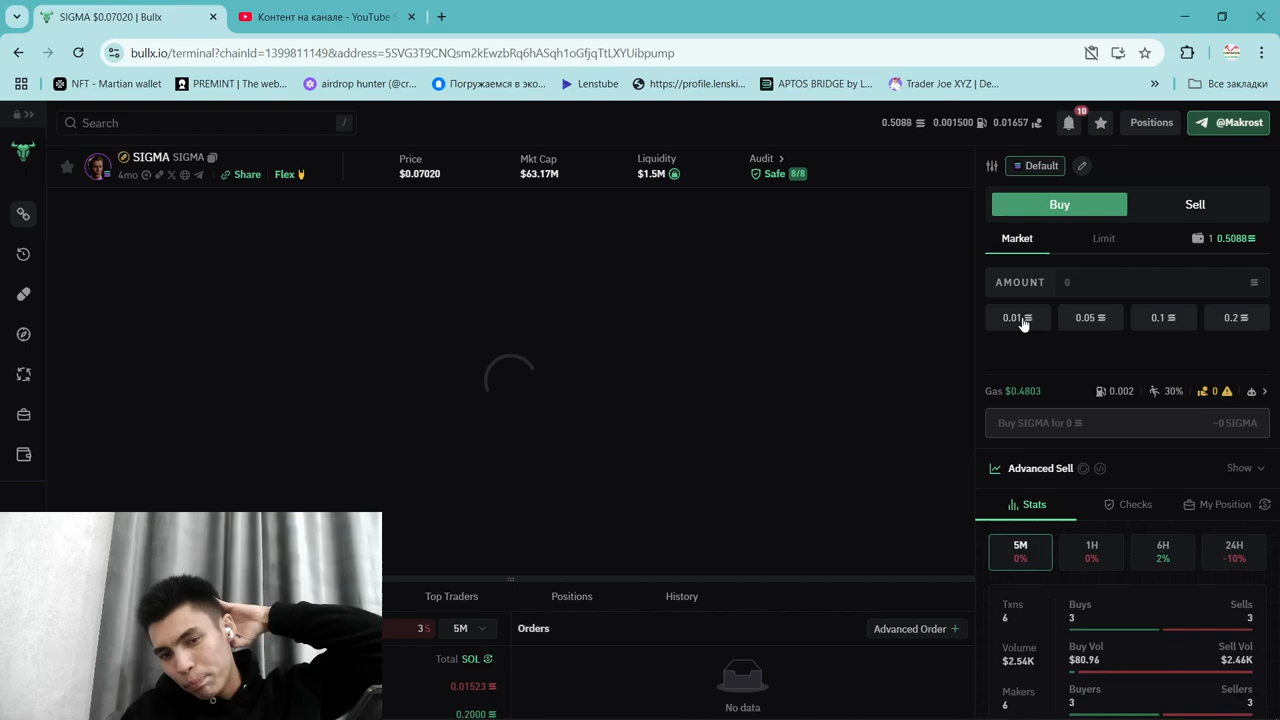 SIGMA $0.07020 | Bullx
Контент на канале - YouTube S
bullx.io/terminal?chainId=1399811149&address=5SVG3T9CNQsm2kEwzbRq6hASqh1oGfjqTtLXYUibpump
NFT - Martian wallet
PREMINT | The web...
airdrop hunter (@cr...
Погружаемся в эко...
Lenstube
https://profile.lenski...
APTOS BRIDGE by L...
Trader Joe XYZ | De...
»
Все закладки
Search /
0.5088 0.001500 0.01657
10
Positions
@Makrost
SIGMA SIGMA
4mo
Share
Flex
Price
$0.07020
Mkt Cap
$63.17M
Liquidity
$1.5M
Audit
Safe 8/8
Default
Buy
Sell
Market
Limit
1 0.5088
AMOUNT 0
0.01
0.05
0.1
0.2
Gas $0.4803
0.002
30%
0
Buy SIGMA for 0
~0 SIGMA
Advanced Sell
Show
Stats
Checks
My Position
5M
0%
1H
0%
6H
2%
24H
-10%
Txns
6
Buys
3
Sells
3
Volume
$2.54K
Buy Vol
$80.96
Sell Vol
$2.46K
Makers
6
Buyers
3
Sellers
3
Top Traders
Positions
History
3 S
5M
Orders
Advanced Order +
Total SOL
0.01523
0.2000
No data